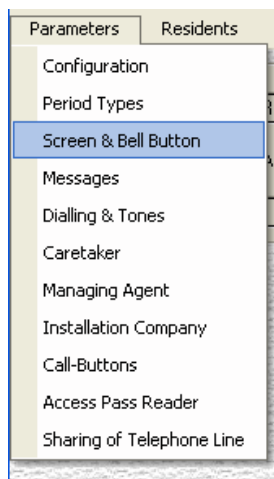 Parameters Residents
Configuration
Period Types
Screen & Bell Button
Messages
Dialling & Tones
Caretaker
Managing Agent
Installation Company
Call-Buttons
Access Pass Reader
Sharing of Telephone Line